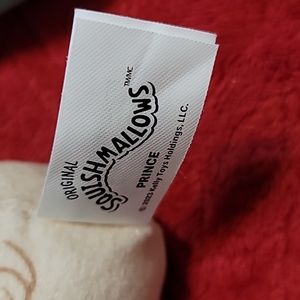 ORIGINAL
SQUISHMALLOWS TM/MC
PRINCE
© 2023 Kelly Toys Holdings, LLC.